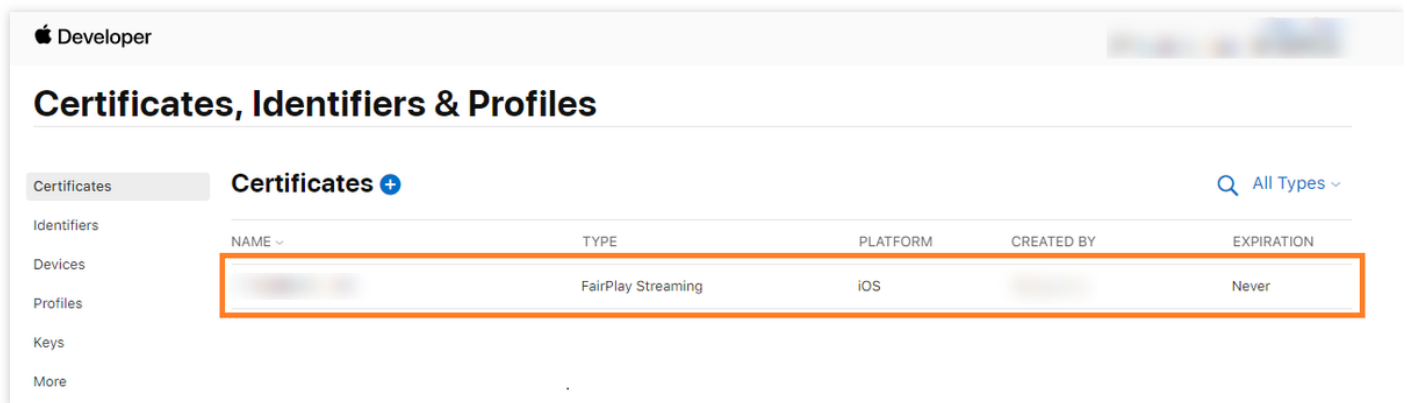 Developer
Certificates, Identifiers & Profiles
Certificates
Identifiers
Devices
Profiles
Keys
More
Certificates
All Types
NAME TYPE PLATFORM CREATED BY EXPIRATION
FairPlay Streaming iOS Never